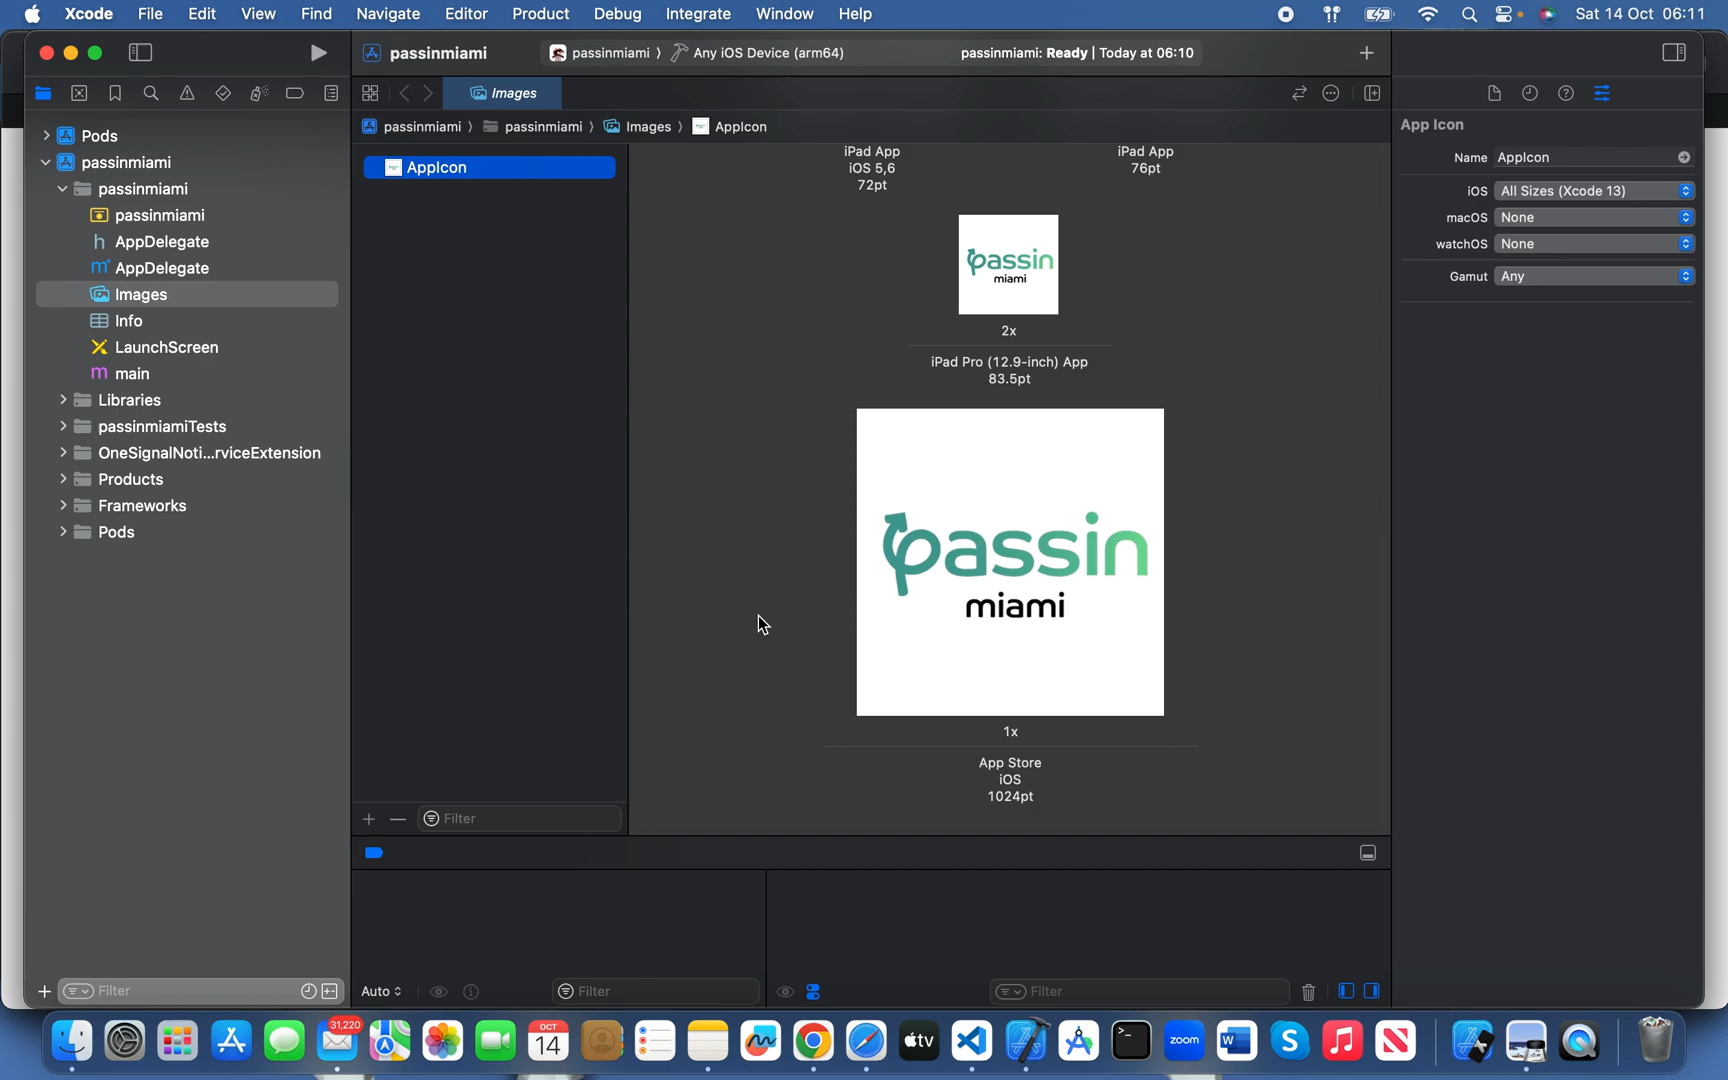 Xcode File Edit View Find Navigate Editor Product Debug Integrate Window Help Sat 14 Oct 06:11
passinmiami passinmiami Any iOS Device (arm64) passinmiami: Ready | Today at 06:10
Images
passinmiami passinmiami Images AppIcon
Pods
passinmiami
passinmiami
passinmiami
AppDelegate
AppDelegate
Images
Info
LaunchScreen
main
Libraries
passinmiamiTests
OneSignalNoti...rviceExtension
Products
Frameworks
Pods
Filter
AppIcon
Filter
iPad App
iOS 5,6
72pt
iPad App
76pt
passin
miami
2x
iPad Pro (12.9-inch) App
83.5pt
passin
miami
1x
App Store
iOS
1024pt
Auto
Filter
Filter
App Icon
Name AppIcon
iOS All Sizes (Xcode 13)
macOS None
watchOS None
Gamut Any
31,220
OCT
14
tv
zoom
W
S